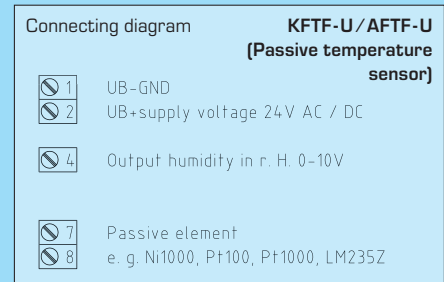 Connecting diagram KFTF-U/AFTF-U
(Passive temperature
sensor)
1 UB-GND
2 UB+supply voltage 24V AC / DC
4 Output humidity in r. H. 0-10V
7 Passive element
8 e. g. Ni1000, Pt100, Pt1000, LM235Z